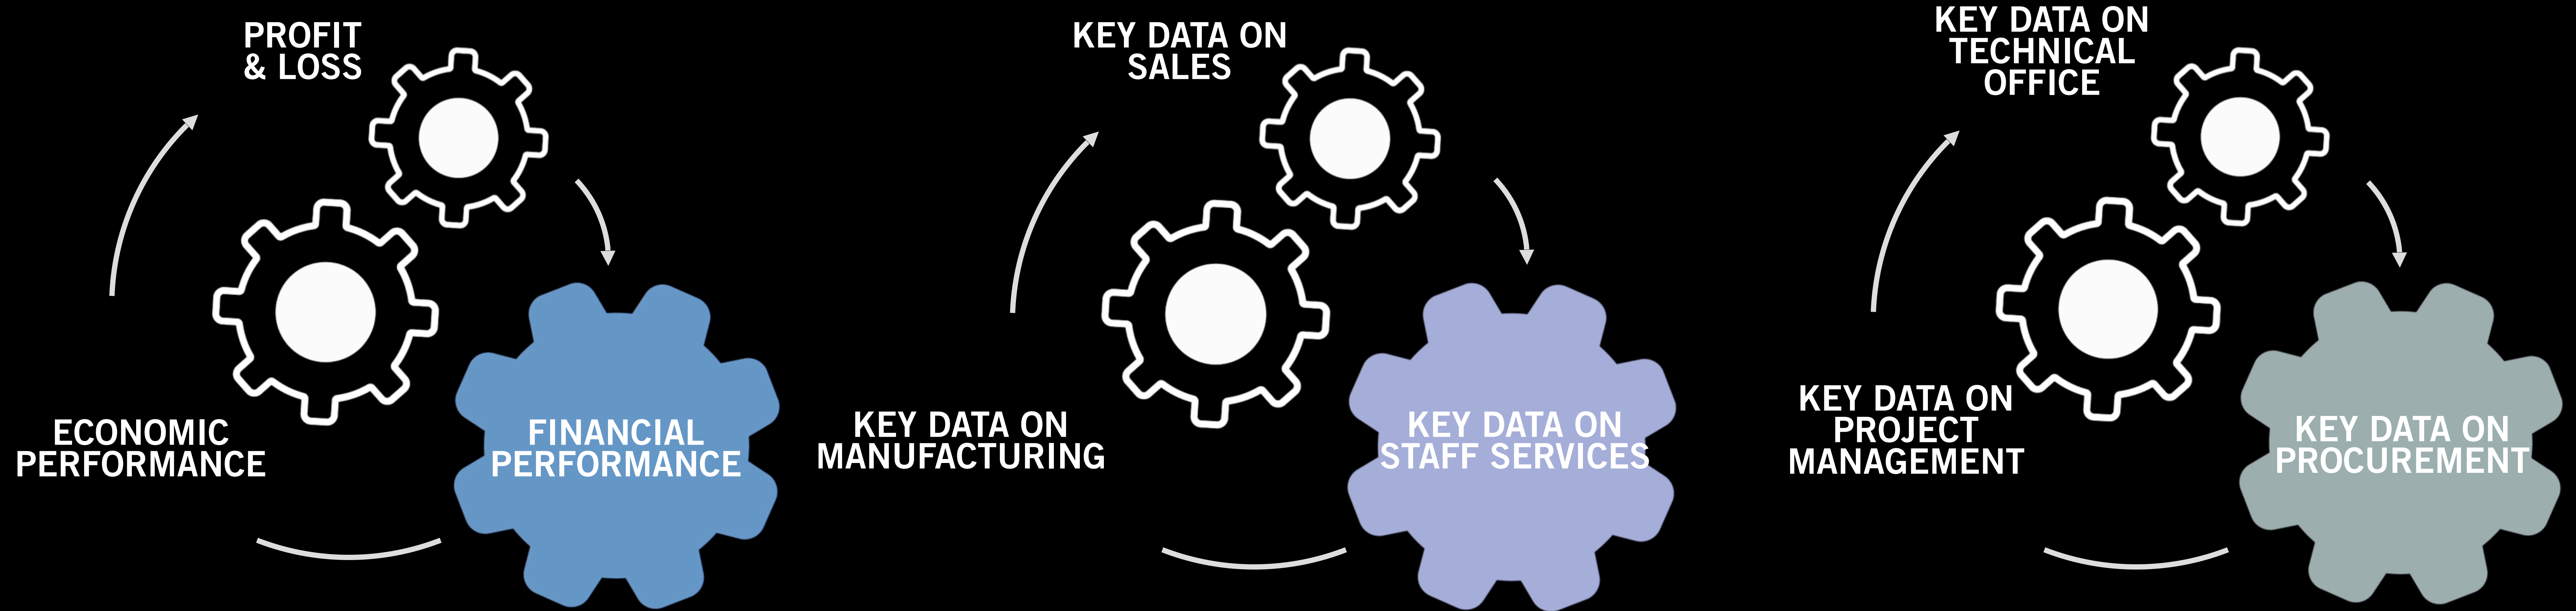 PROFIT
& LOSS
ECONOMIC
PERFORMANCE
FINANCIAL
PERFORMANCE
KEY DATA ON
SALES
KEY DATA ON
MANUFACTURING
KEY DATA ON
STAFF SERVICES
KEY DATA ON
TECHNICAL
OFFICE
KEY DATA ON
PROJECT
MANAGEMENT
KEY DATA ON
PROCUREMENT